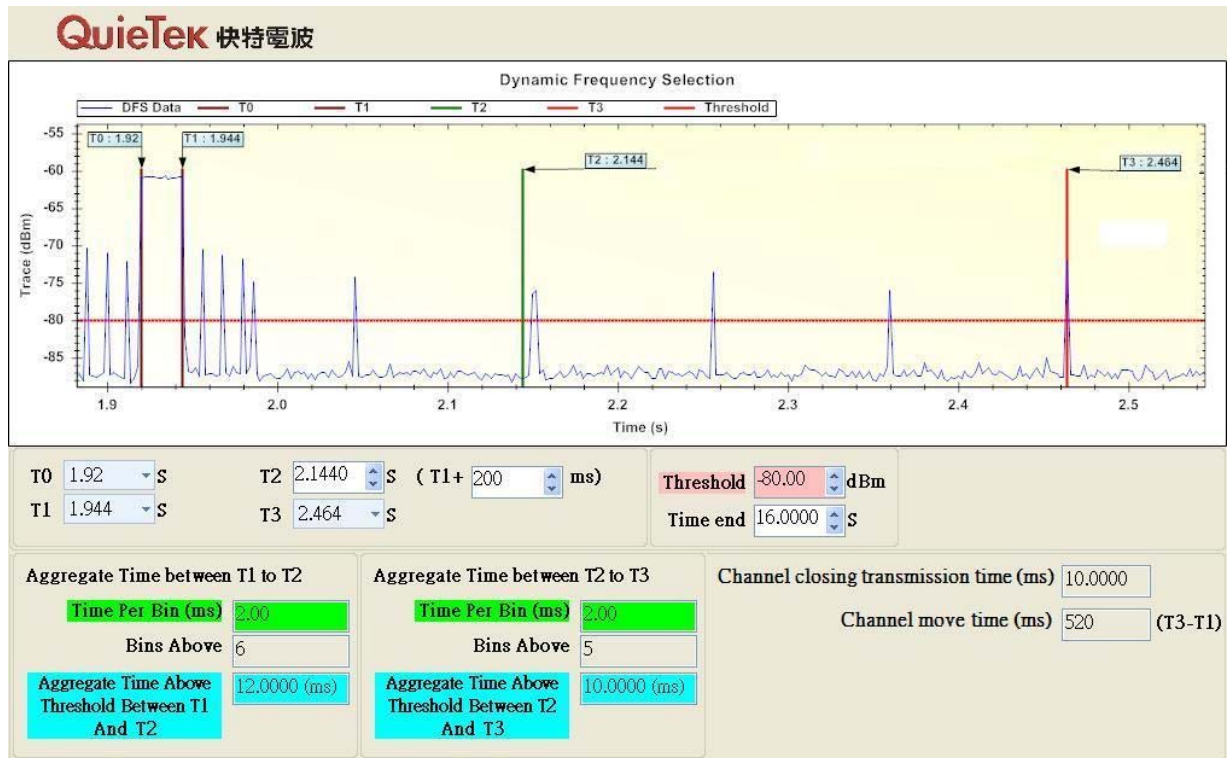 QuieTek 快特電波
Dynamic Frequency Selection
DFS Data T0 T1 T2 T3 Threshold
T0 : 1.92
T1 : 1.944
T2 : 2.144
T3 : 2.464
Trace (dBm)
-55
-60
-65
-70
-75
-80
-85
1.9 2.0 2.1 2.2 2.3 2.4 2.5
Time (s)
T0 1.92 S T2 2.1440 S ( T1+ 200 ms)
T1 1.944 S T3 2.464 S
Threshold -80.00 dBm
Time end 16.0000 S
Aggregate Time between T1 to T2
Time Per Bin (ms) 2.00
Bins Above 6
Aggregate Time Above 12.0000 (ms)
Threshold Between T1
And T2
Aggregate Time between T2 to T3
Time Per Bin (ms) 2.00
Bins Above 5
Aggregate Time Above 10.0000 (ms)
Threshold Between T2
And T3
Channel closing transmission time (ms) 10.0000
Channel move time (ms) 520 (T3-T1)